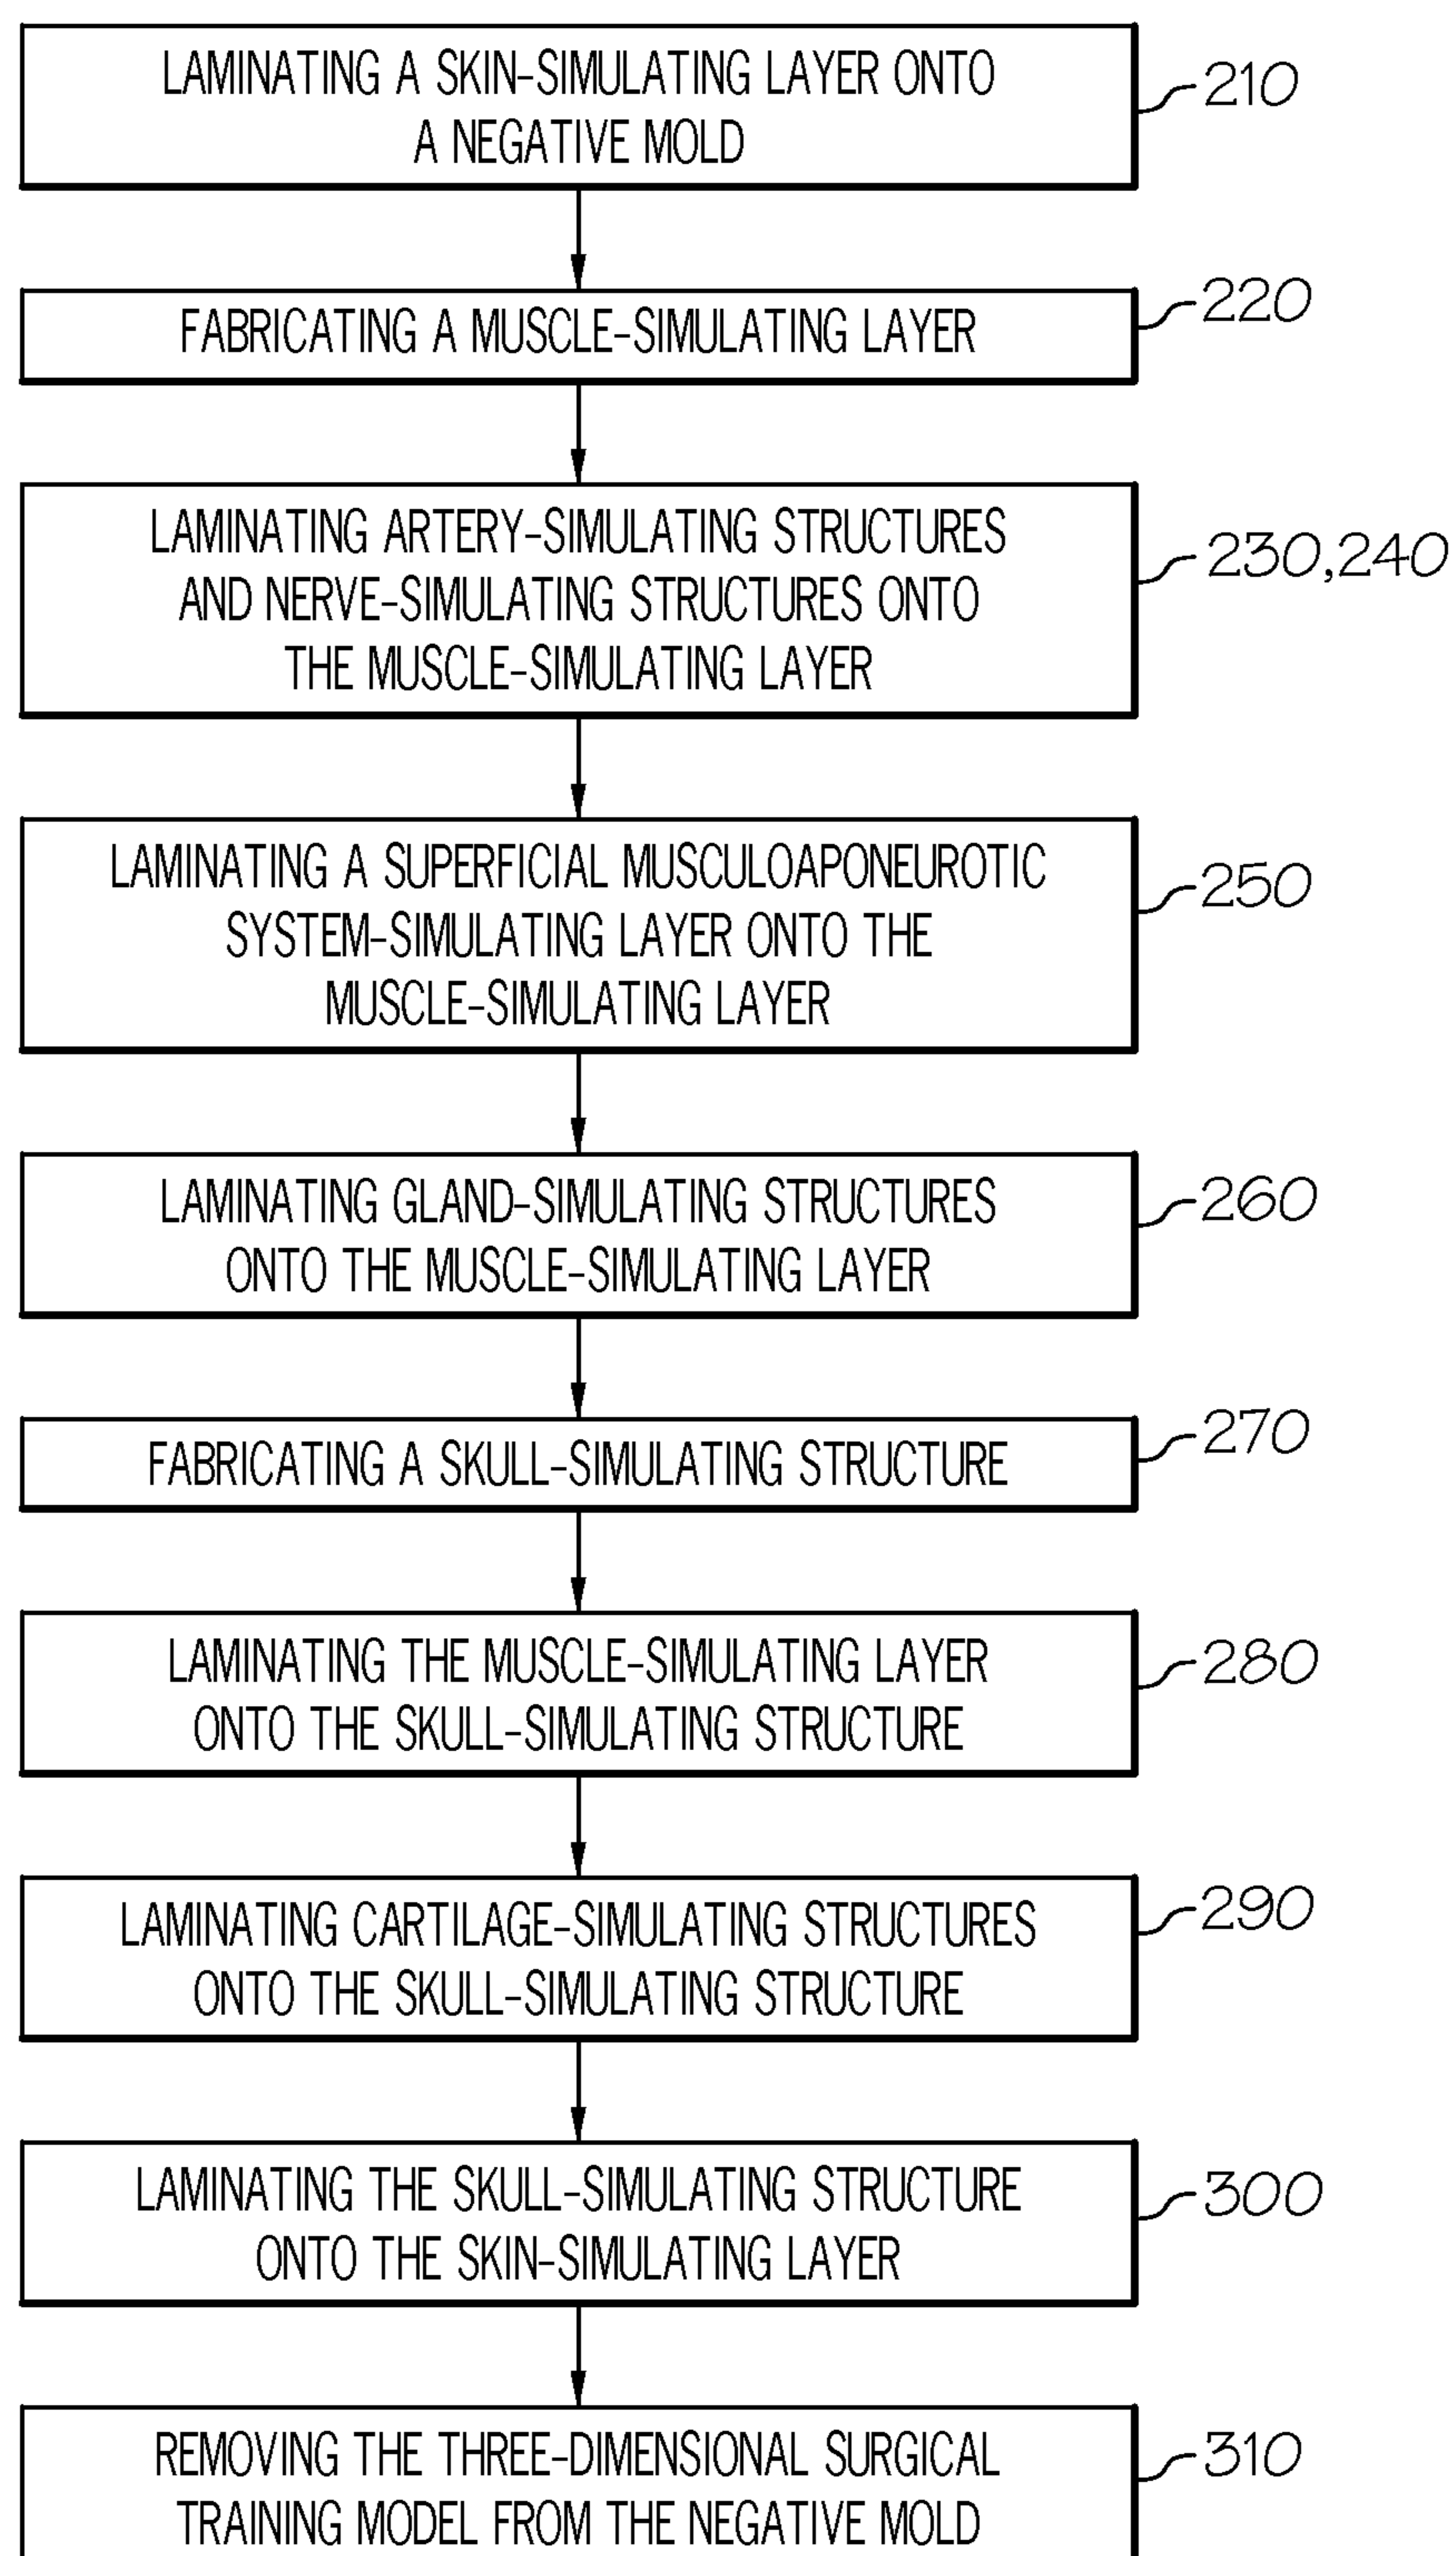 LAMINATING A SKIN-SIMULATING LAYER ONTO
A NEGATIVE MOLD
210
FABRICATING A MUSCLE-SIMULATING LAYER
220
LAMINATING ARTERY-SIMULATING STRUCTURES
AND NERVE-SIMULATING STRUCTURES ONTO
THE MUSCLE-SIMULATING LAYER
230,240
LAMINATING A SUPERFICIAL MUSCULOAPONEUROTIC
SYSTEM-SIMULATING LAYER ONTO THE
MUSCLE-SIMULATING LAYER
250
LAMINATING GLAND-SIMULATING STRUCTURES
ONTO THE MUSCLE-SIMULATING LAYER
260
FABRICATING A SKULL-SIMULATING STRUCTURE
270
LAMINATING THE MUSCLE-SIMULATING LAYER
ONTO THE SKULL-SIMULATING STRUCTURE
280
LAMINATING CARTILAGE-SIMULATING STRUCTURES
ONTO THE SKULL-SIMULATING STRUCTURE
290
LAMINATING THE SKULL-SIMULATING STRUCTURE
ONTO THE SKIN-SIMULATING LAYER
300
REMOVING THE THREE-DIMENSIONAL SURGICAL
TRAINING MODEL FROM THE NEGATIVE MOLD
310